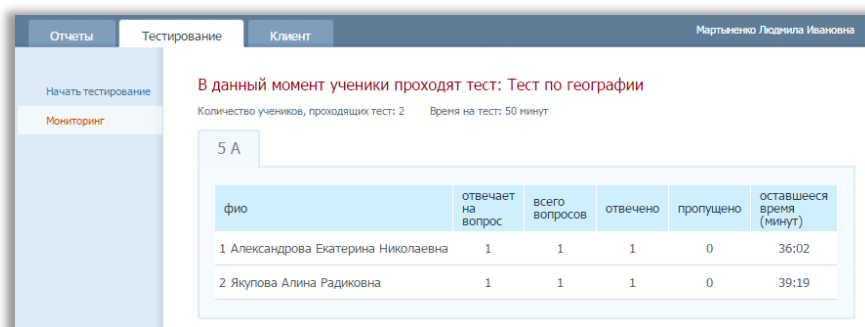 Отчеты Тестирование Клиент Мартыненко Людмила Ивановна
Начать тестирование
Мониторинг
В данный момент ученики проходят тест: Тест по географии
Количество учеников, проходящих тест: 2 Время на тест: 50 минут
5 А
фио отвечает на вопрос всего вопросов отвечено пропущено оставшееся время (минут)
1 Александрова Екатерина Николаевна 1 1 1 0 36:02
2 Якупова Алина Радиковна 1 1 1 0 39:19